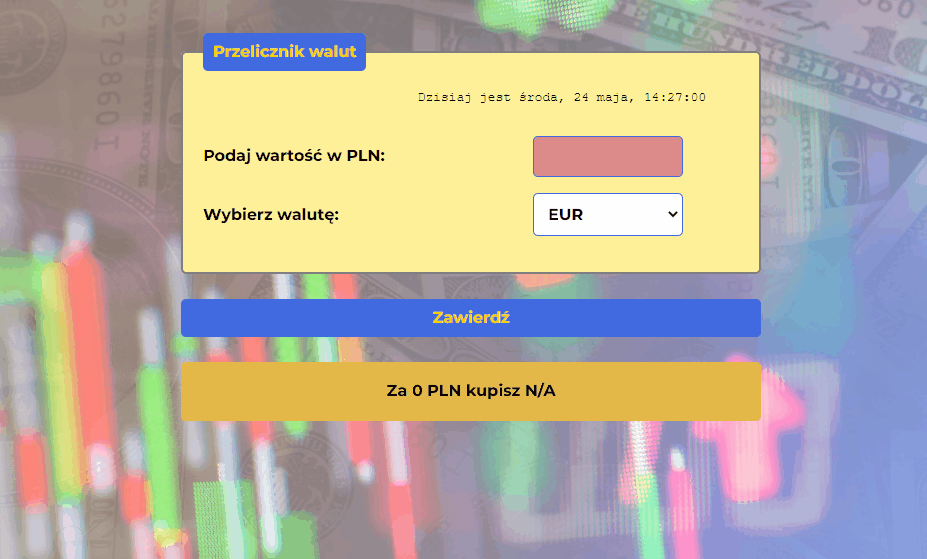 Przelicznik walut
Dzisiaj jest środa, 24 maja, 14:27:00
Podaj wartość w PLN:
Wybierz walutę:
EUR
Zawierdź
Za 0 PLN kupisz N/A